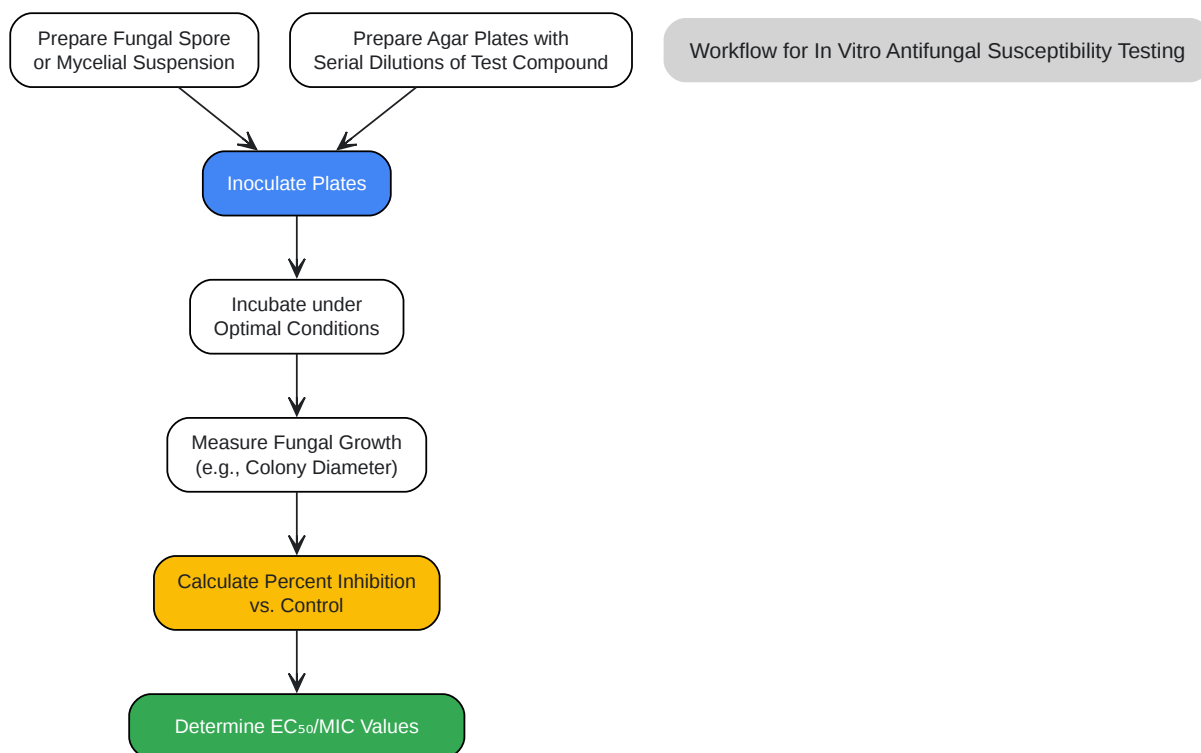 Prepare Fungal Spore
or Mycelial Suspension
Prepare Agar Plates with
Serial Dilutions of Test Compound
Workflow for In Vitro Antifungal Susceptibility Testing
Inoculate Plates
Incubate under
Optimal Conditions
Measure Fungal Growth
(e.g., Colony Diameter)
Calculate Percent Inhibition
vs. Control
Determine EC₅₀/MIC Values